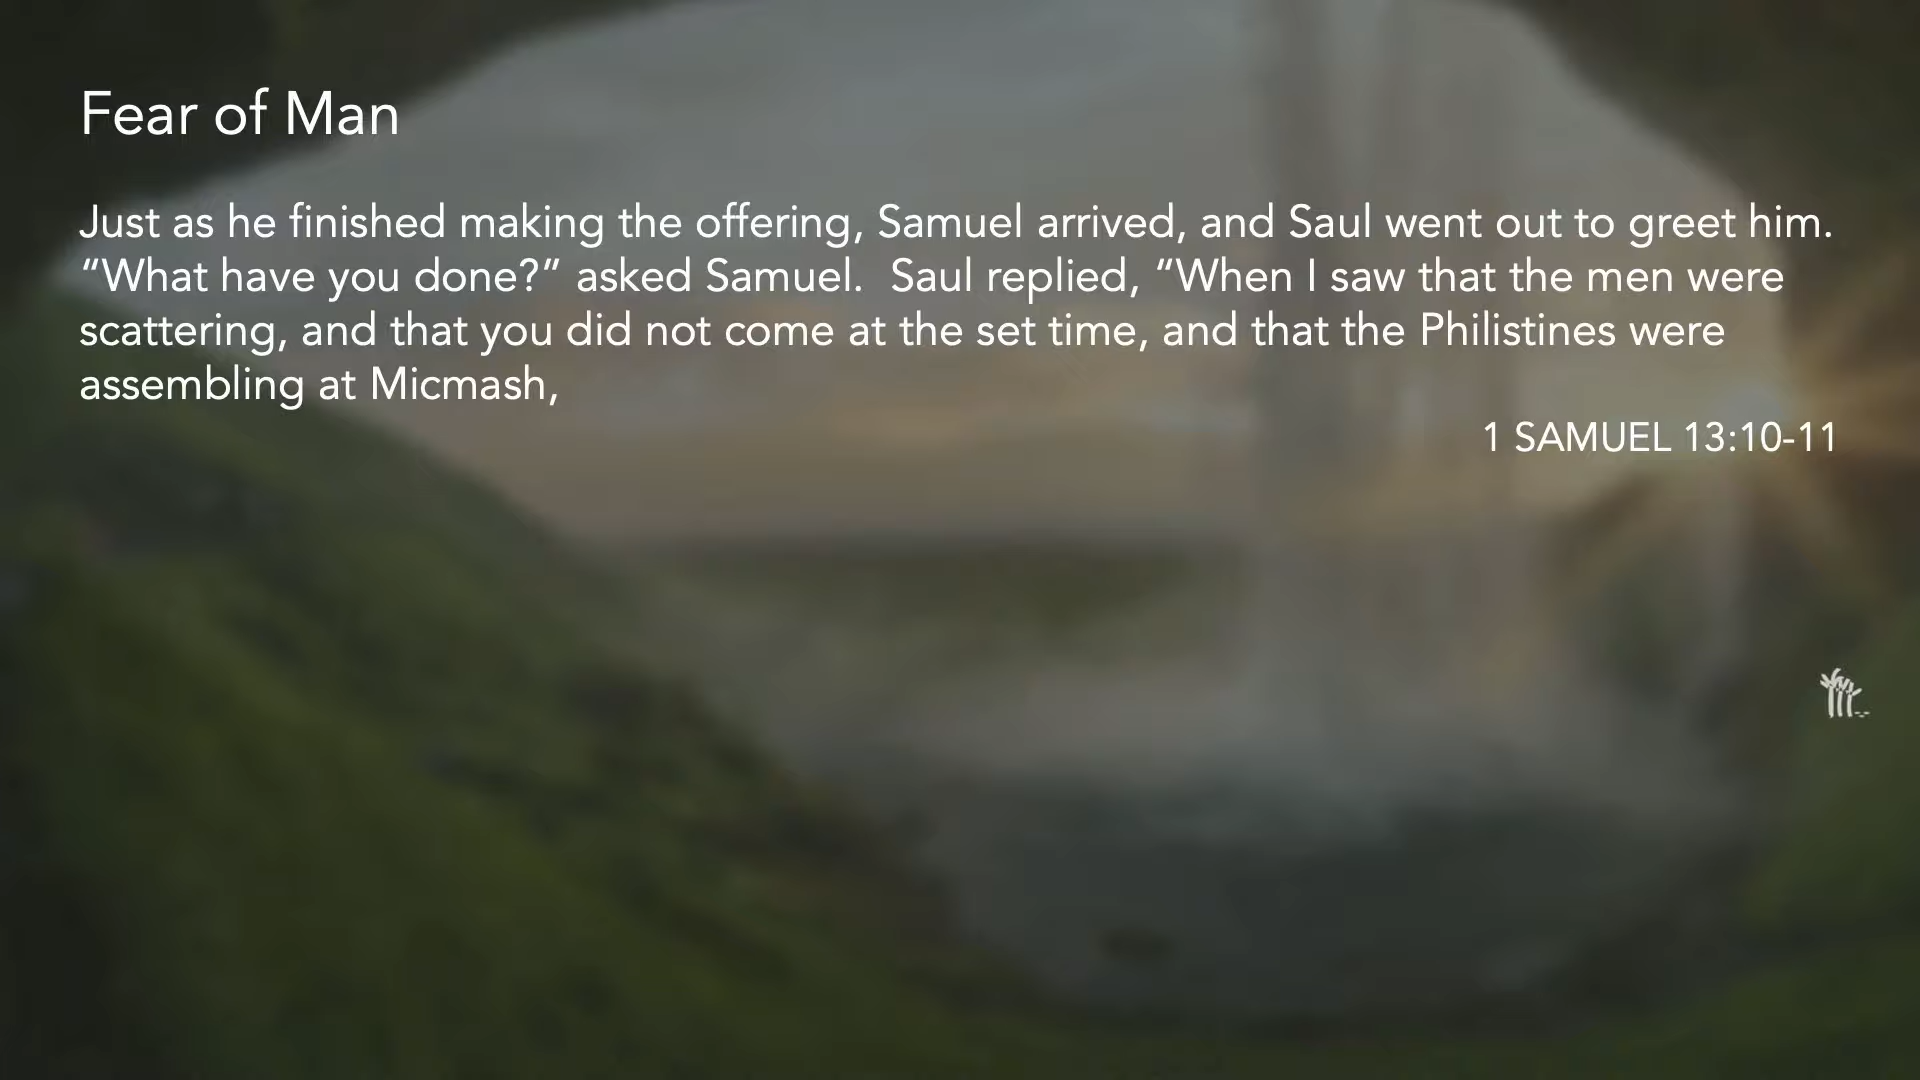 Fear of Man
Just as he finished making the offering, Samuel arrived, and Saul went out to greet him.
“What have you done?” asked Samuel.  Saul replied, “When I saw that the men were
scattering, and that you did not come at the set time, and that the Philistines were
assembling at Micmash,
1 SAMUEL 13:10-11